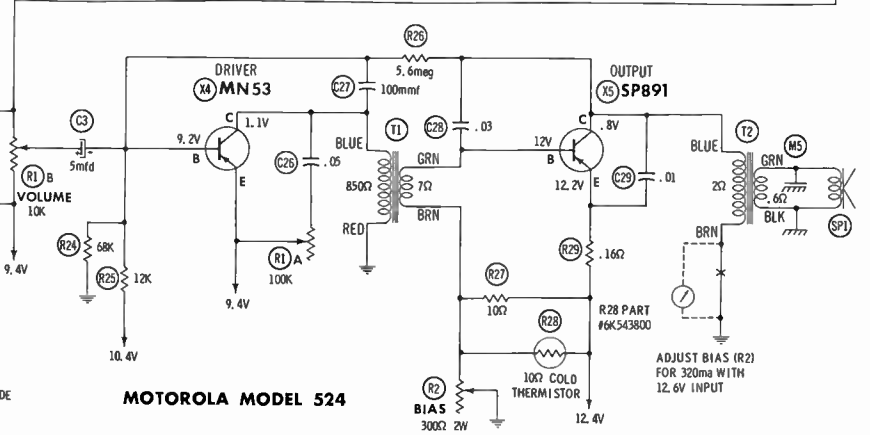 R26
5.6meg
DRIVER
X4 MN53
C27
100mmf
OUTPUT
X5 SP891
C3
5mfd
C
1.1V
9.2V
B
E
C26
.05
T1
BLUE
850Ω
RED
GRN
7Ω
BRN
C28
.03
12V
B
C
.8V
12.2V
E
C29
.01
T2
BLUE
2Ω
BRN
GRN
.6Ω
BLK
M5
SP1
R1 B
VOLUME
10K
9.4V
R24
68K
R25
12K
10.4V
R1 A
100K
9.4V
R29
.16Ω
R27
10Ω
R28
10Ω COLD
THERMISTOR
R28 PART
#6K543800
R2
BIAS
300Ω 2W
12.4V
ADJUST BIAS (R2)
FOR 320ma WITH
12.6V INPUT
DE
MOTOROLA MODEL 524